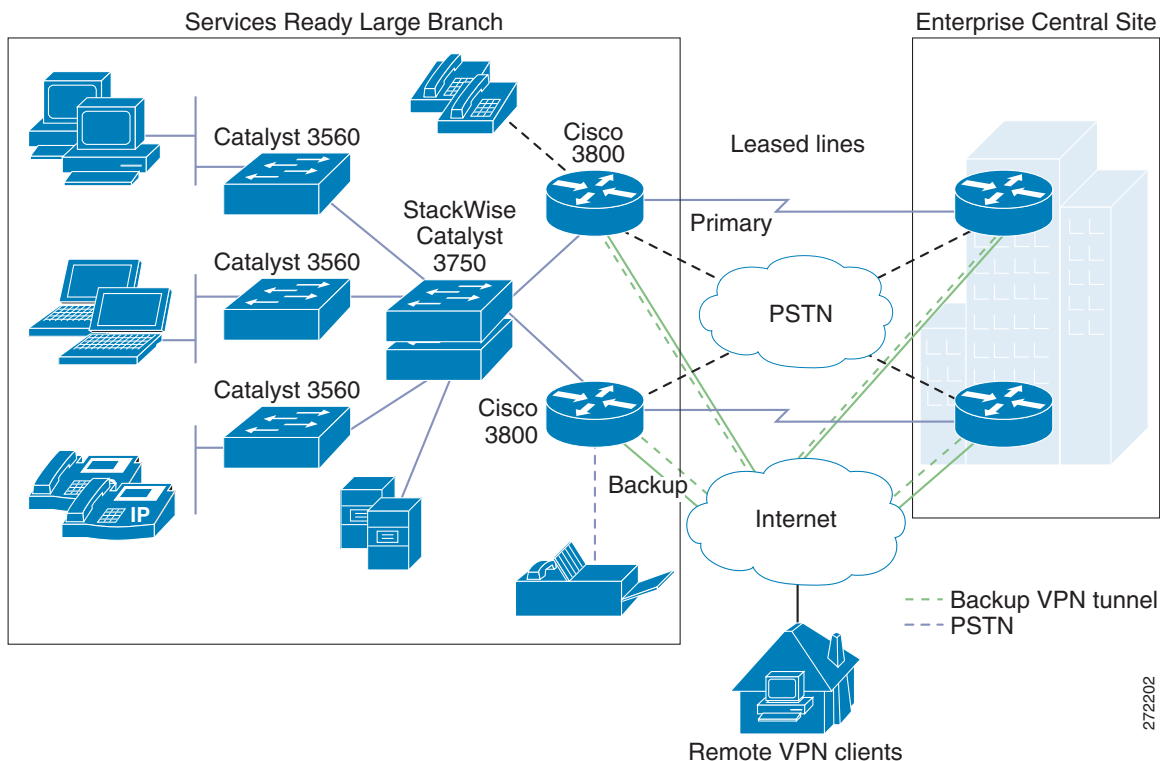 Services Ready Large Branch
Enterprise Central Site
Catalyst 3560
Cisco
3800
Leased lines
StackWise
Catalyst
3750
Primary
Catalyst 3560
PSTN
Catalyst 3560
Cisco
3800
Backup
IP
Internet
Backup VPN tunnel
PSTN
Remote VPN clients
272202